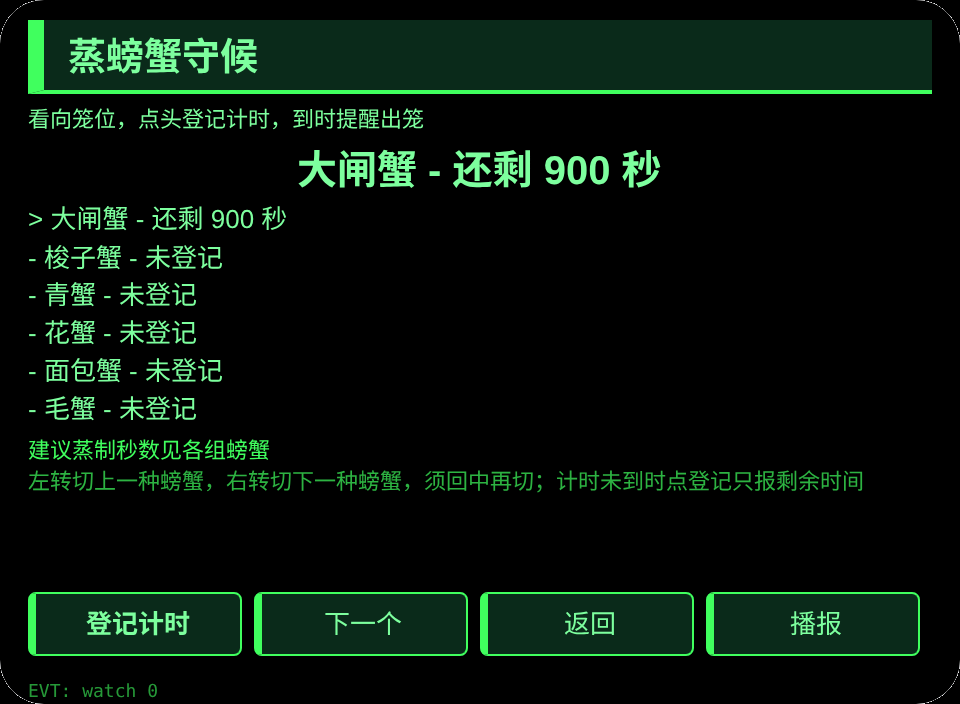 蒸螃蟹守候
看向笼位，点头登记计时，到时提醒出笼
大闸蟹 - 还剩 900 秒
> 大闸蟹 - 还剩 900 秒
- 梭子蟹 - 未登记
- 青蟹 - 未登记
- 花蟹 - 未登记
- 面包蟹 - 未登记
- 毛蟹 - 未登记
建议蒸制秒数见各组螃蟹
左转切上一种螃蟹，右转切下一种螃蟹，须回中再切；计时未到时点登记只报剩余时间
登记计时
下一个
返回
播报
EVT: watch 0